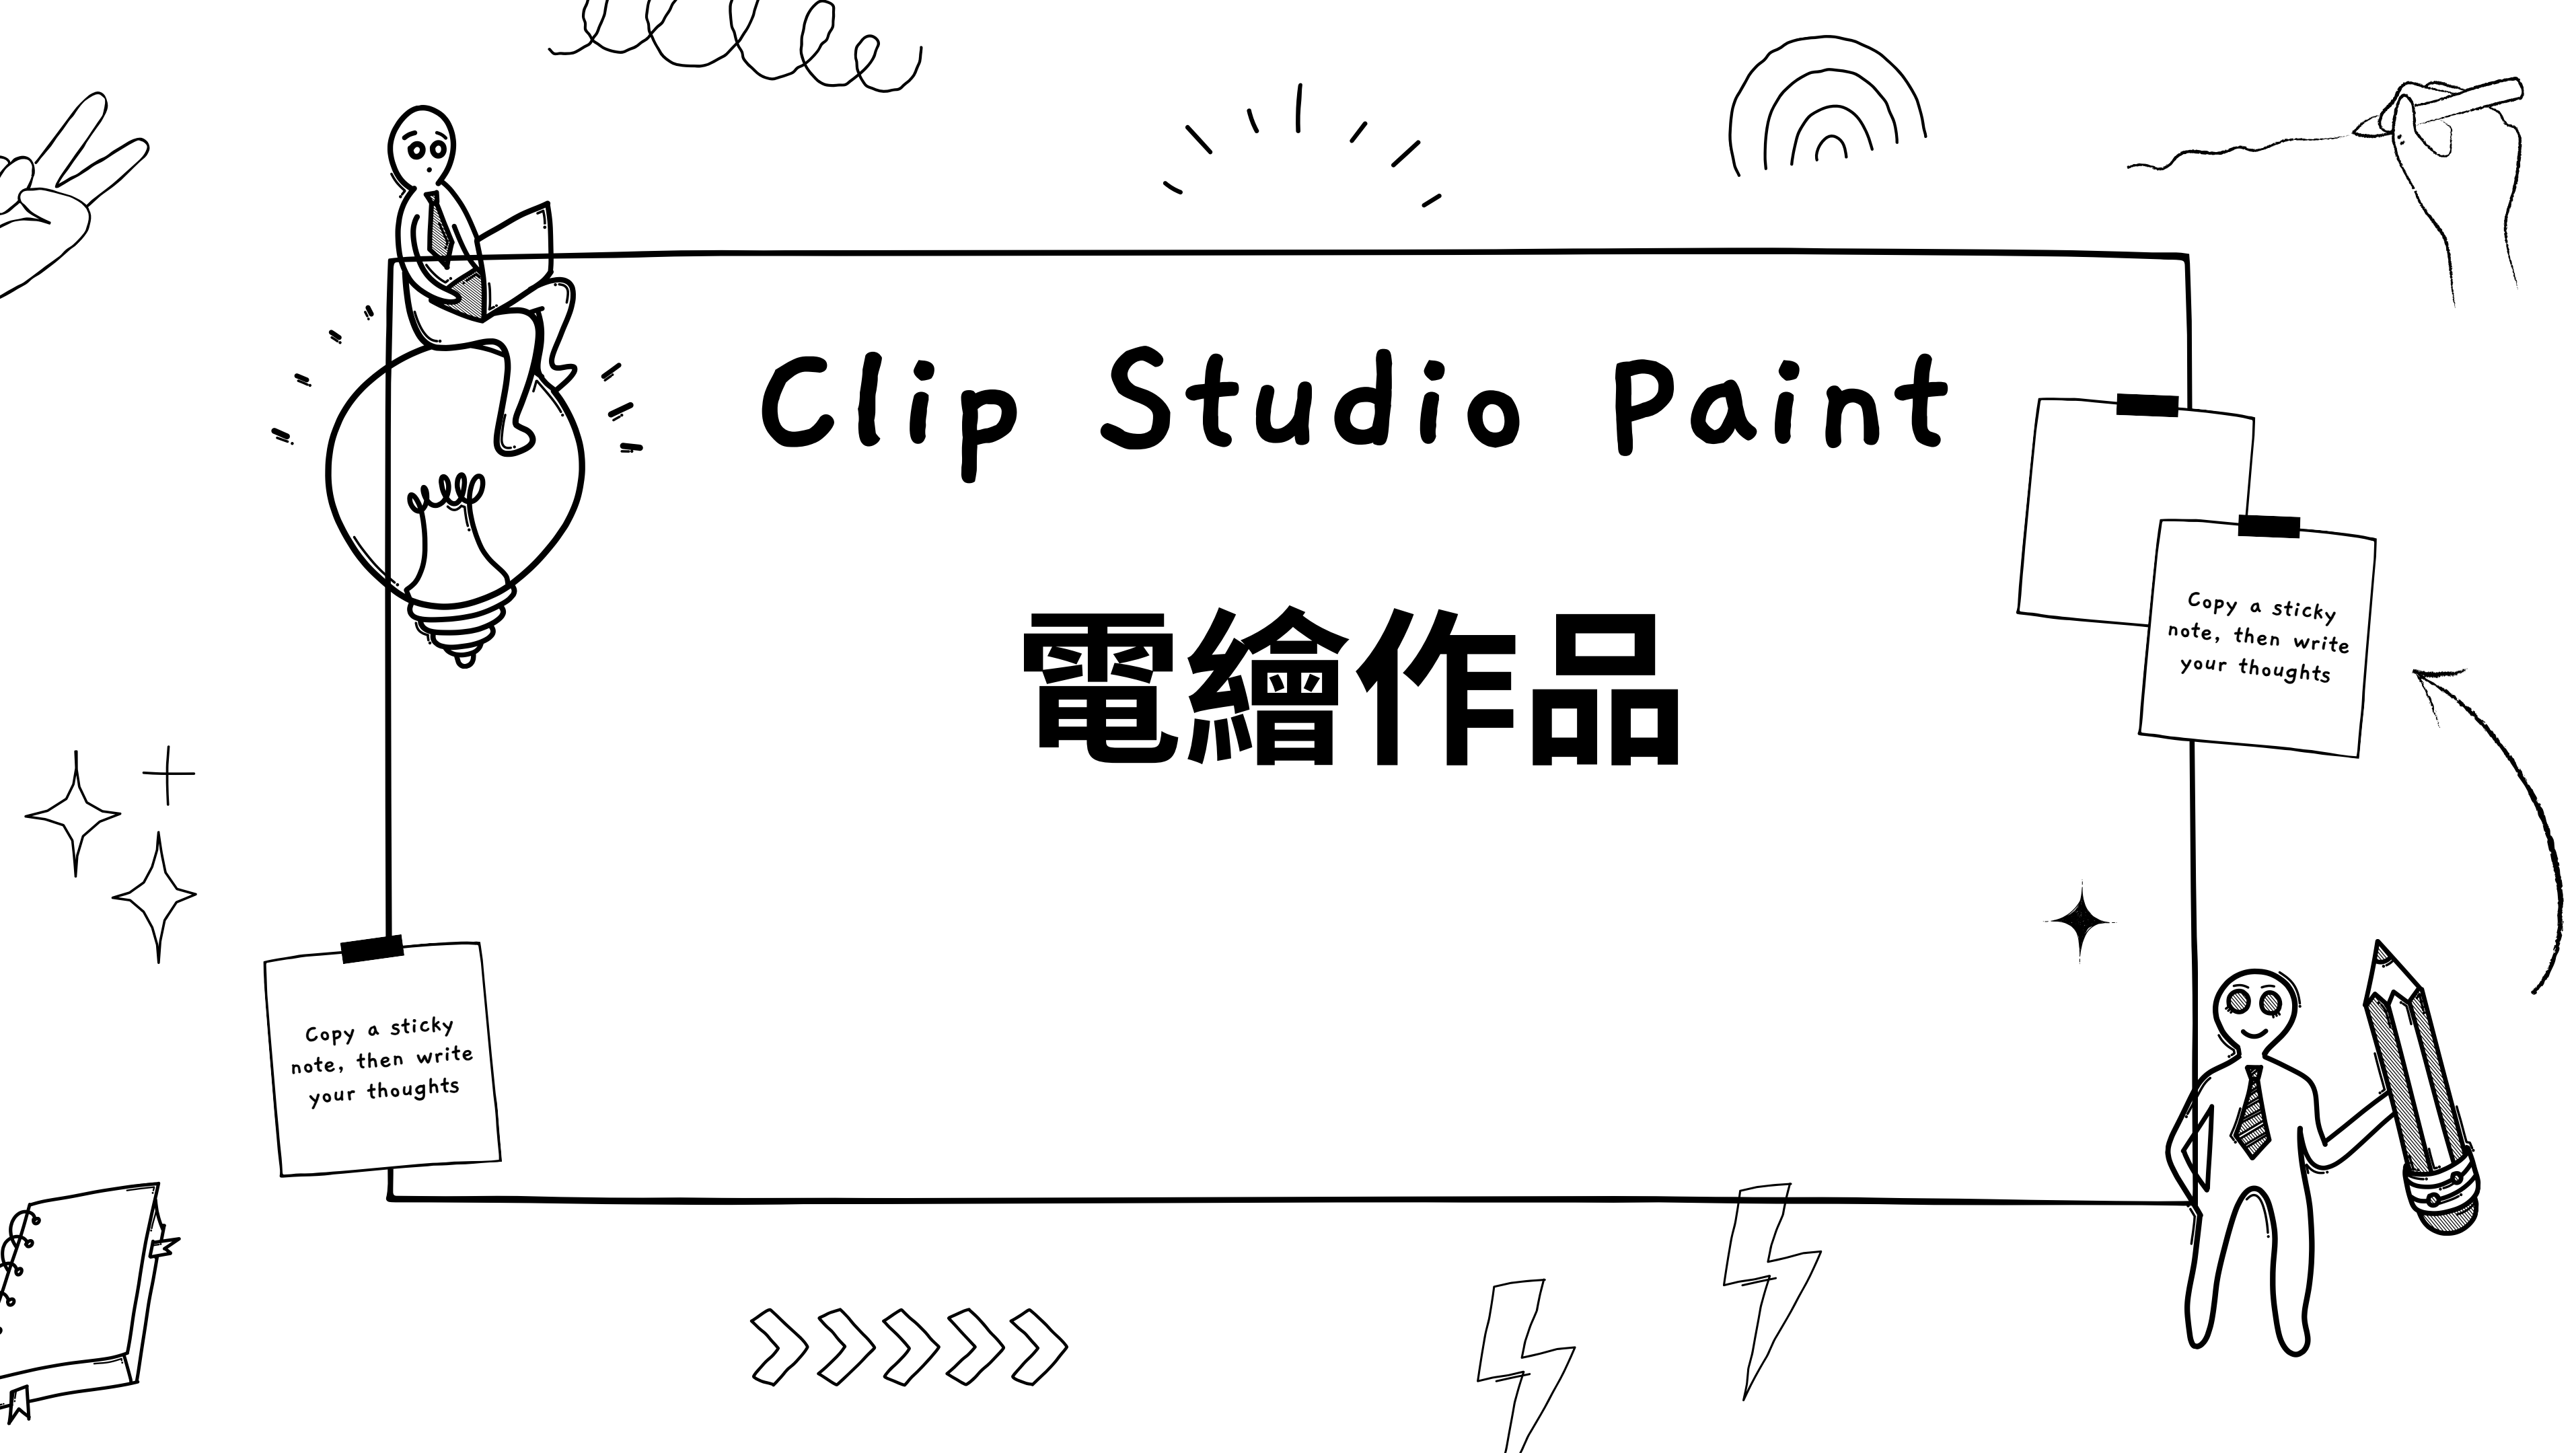 Clip Studio Paint
電繪作品
Copy a sticky
note, then write
your thoughts
Copy a sticky
note, then write
your thoughts